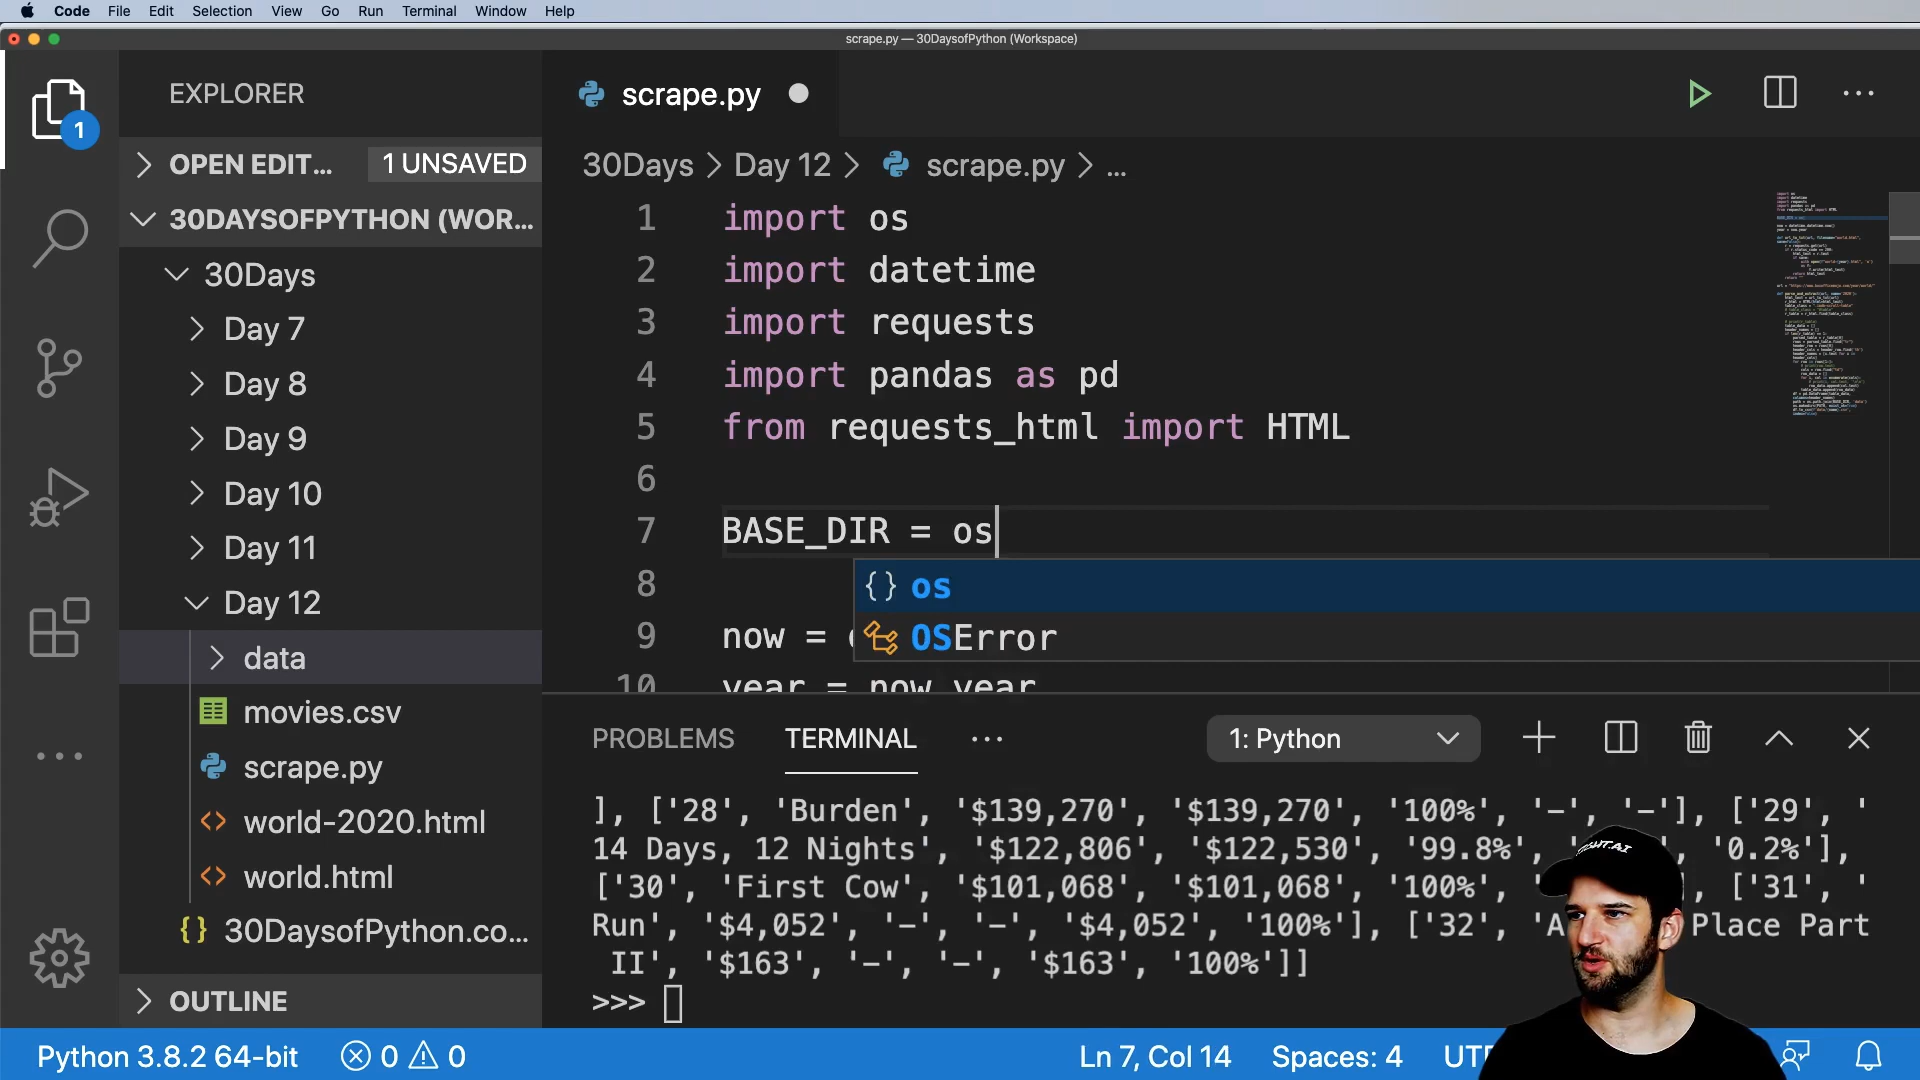 Code File Edit Selection View Go Run Terminal Window Help
scrape.py — 30DaysofPython (Workspace)
1
EXPLORER
OPEN EDIT... 1 UNSAVED
30DAYSOFPYTHON (WOR...
30Days
Day 7
Day 8
Day 9
Day 10
Day 11
Day 12
data
movies.csv
scrape.py
world-2020.html
world.html
{} 30DaysofPython.co...
OUTLINE
scrape.py
30Days > Day 12 > scrape.py > ...
1 import os
2 import datetime
3 import requests
4 import pandas as pd
5 from requests_html import HTML
6
7 BASE_DIR = os
8
9 now =
10 year = now.year
{} os
OSError
PROBLEMS TERMINAL ... 1: Python
], ['28', 'Burden', '$139,270', '$139,270', '100%', '–', '–'], ['29', '
14 Days, 12 Nights', '$122,806', '$122,530', '99.8%', '0.2%'],
['30', 'First Cow', '$101,068', '$101,068', '100%', ['31', '
Run', '$4,052', '–', '–', '$4,052', '100%'], ['32', 'A Place Part
II', '$163', '–', '–', '$163', '100%']]
>>>
Python 3.8.2 64-bit 0 0 Ln 7, Col 14 Spaces: 4